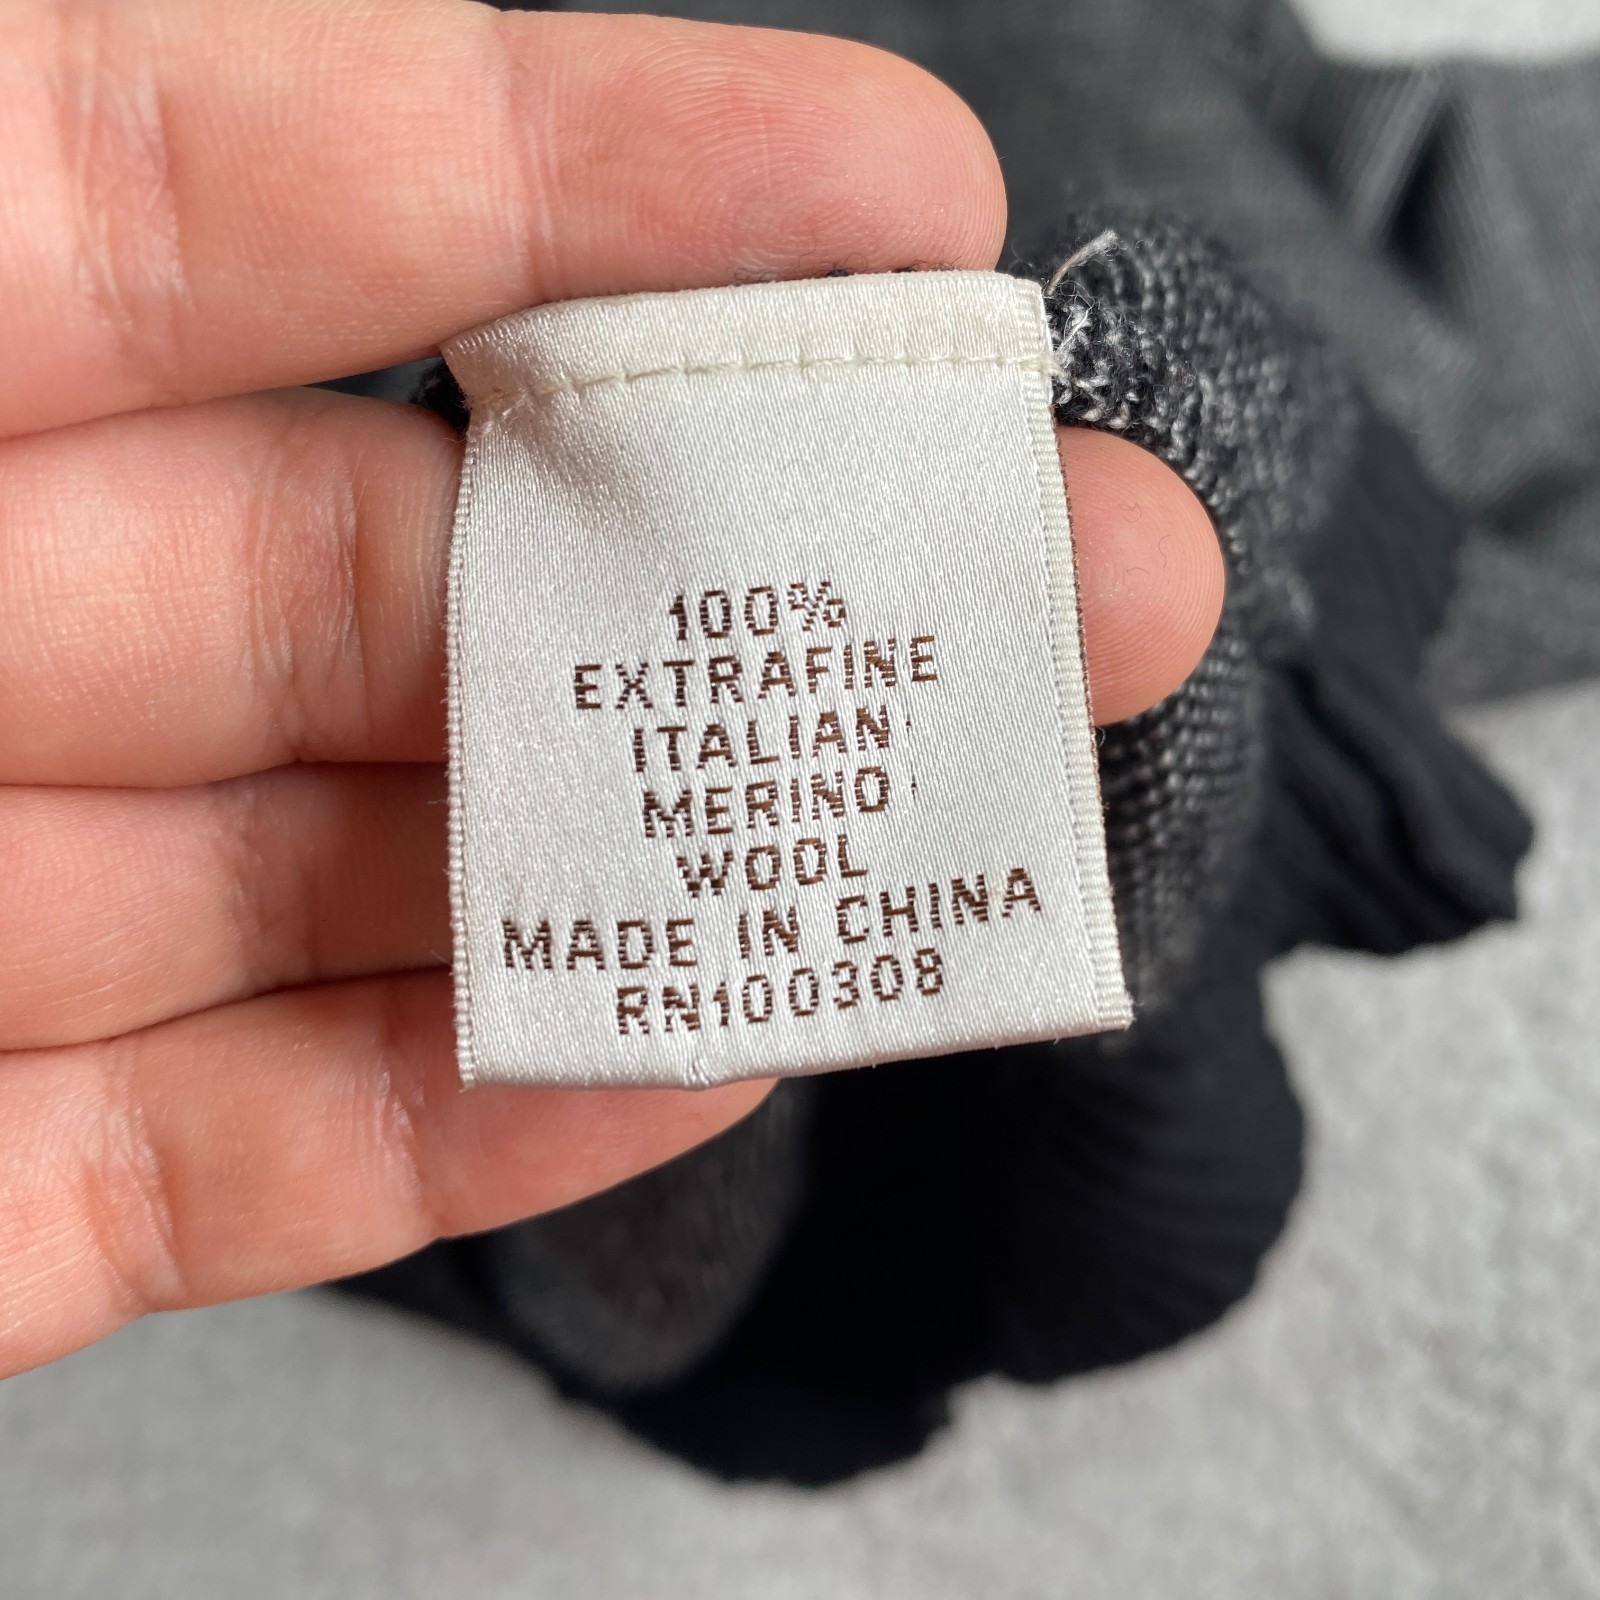 100%
EXTRAFINE
ITALIAN
MERINO
WOOL
MADE IN CHINA
RN100308